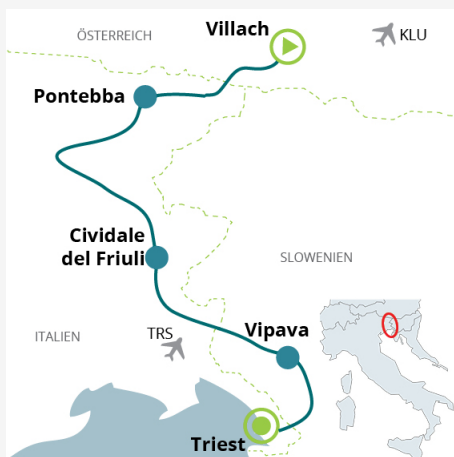 ÖSTERREICH
Villach
KLU
Pontebba
Cividale
del Friuli
SLOWENIEN
ITALIEN
TRS
Vipava
Triest